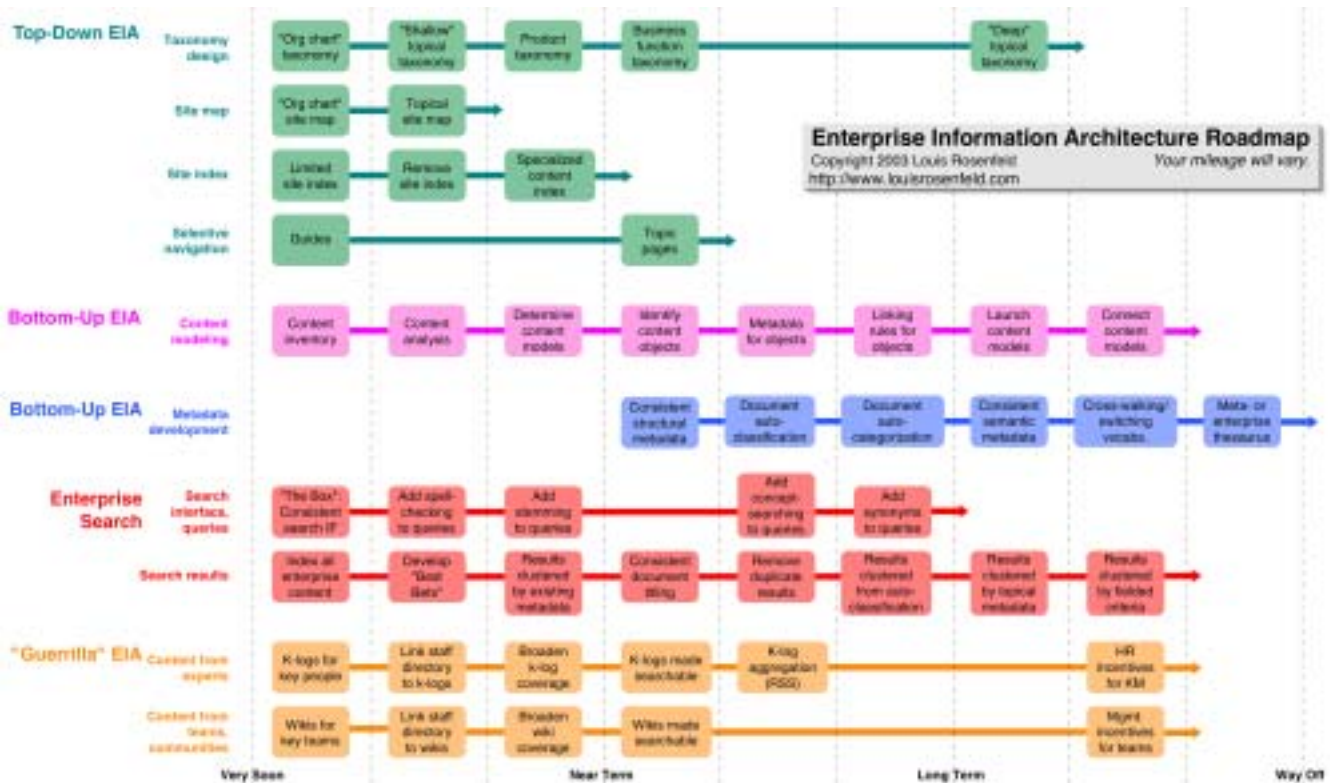 Top-Down EIA
Taxonomy
design
"Org chart"
taxonomy
"Shallow"
topical
taxonomy
Product
taxonomy
Business
function
taxonomy
"Deep"
topical
taxonomy
Site map
"Org chart"
site map
Topical
site map
Enterprise Information Architecture Roadmap
Copyright 2003 Louis Rosenfeld
Your mileage will vary.
http://www.louisrosenfeld.com
Site index
Limited
site index
Remove
site index
Specialized
content
index
Selective
navigation
Guides
Topic
pages
Bottom-Up EIA
Content
modeling
Content
inventory
Content
analysis
Determine
content
models
Identify
content
objects
Metadata
for objects
Linking
rules for
objects
Launch
content
models
Connect
content
models
Bottom-Up EIA
Metadata
development
Consistent
structural
metadata
Document
auto-
classification
Document
auto-
categorization
Consistent
semantic
metadata
Cross-walking/
switching
vocabs.
Meta- or
enterprise
thesaurus
Enterprise
Search
Search
interface,
queries
"The Box":
Consistent
search I/F
Add spell-
checking
to queries
Add
stemming
to queries
Add
concept-
searching
to queries
Add
synonyms
to queries
Search results
Index all
enterprise
content
Develop
"Best
Bets"
Results
clustered
by existing
metadata
Consistent
document
titling
Remove
duplicate
results
Results
clustered
from auto-
classification
Results
clustered
by topical
metadata
Results
clustered
by fielded
criteria
"Guerrilla" EIA
Content from
experts
K-logs for
key people
Link staff
directory
to k-logs
Broaden
k-log
coverage
K-logs made
searchable
K-log
aggregation
(RSS)
HR
incentives
for KM
Content from
teams,
communities
Wikis for
key teams
Link staff
directory
to wikis
Broaden
wiki
coverage
Wikis made
searchable
Mgmt
incentives
for teams
Very Soon
Near Term
Long Term
Way Off